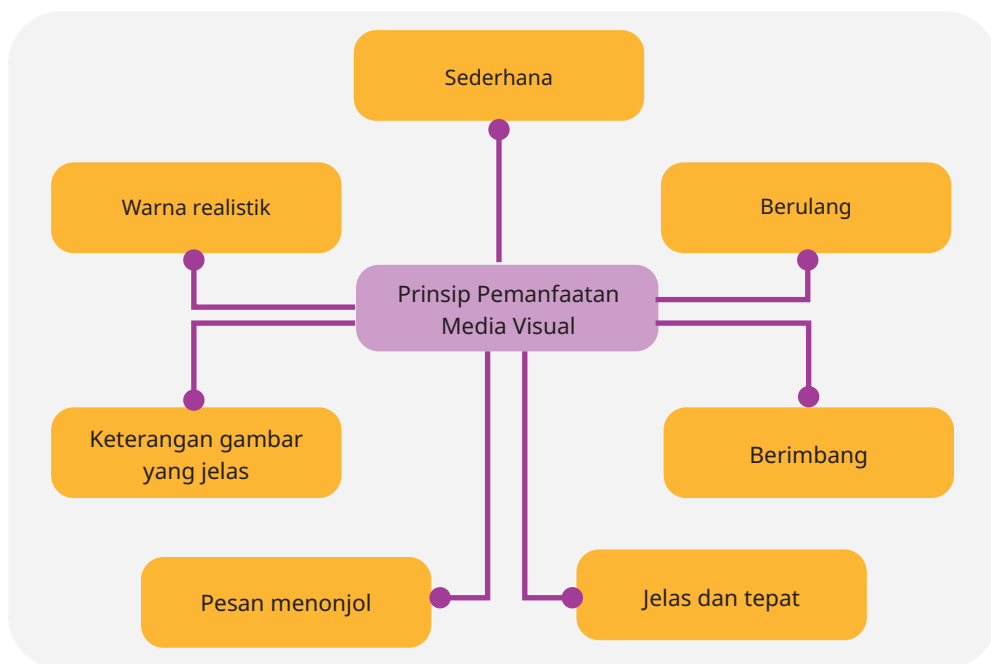 Sederhana
Warna realistik
Berulang
Prinsip Pemanfaatan
Media Visual
Keterangan gambar
yang jelas
Berimbang
Pesan menonjol
Jelas dan tepat